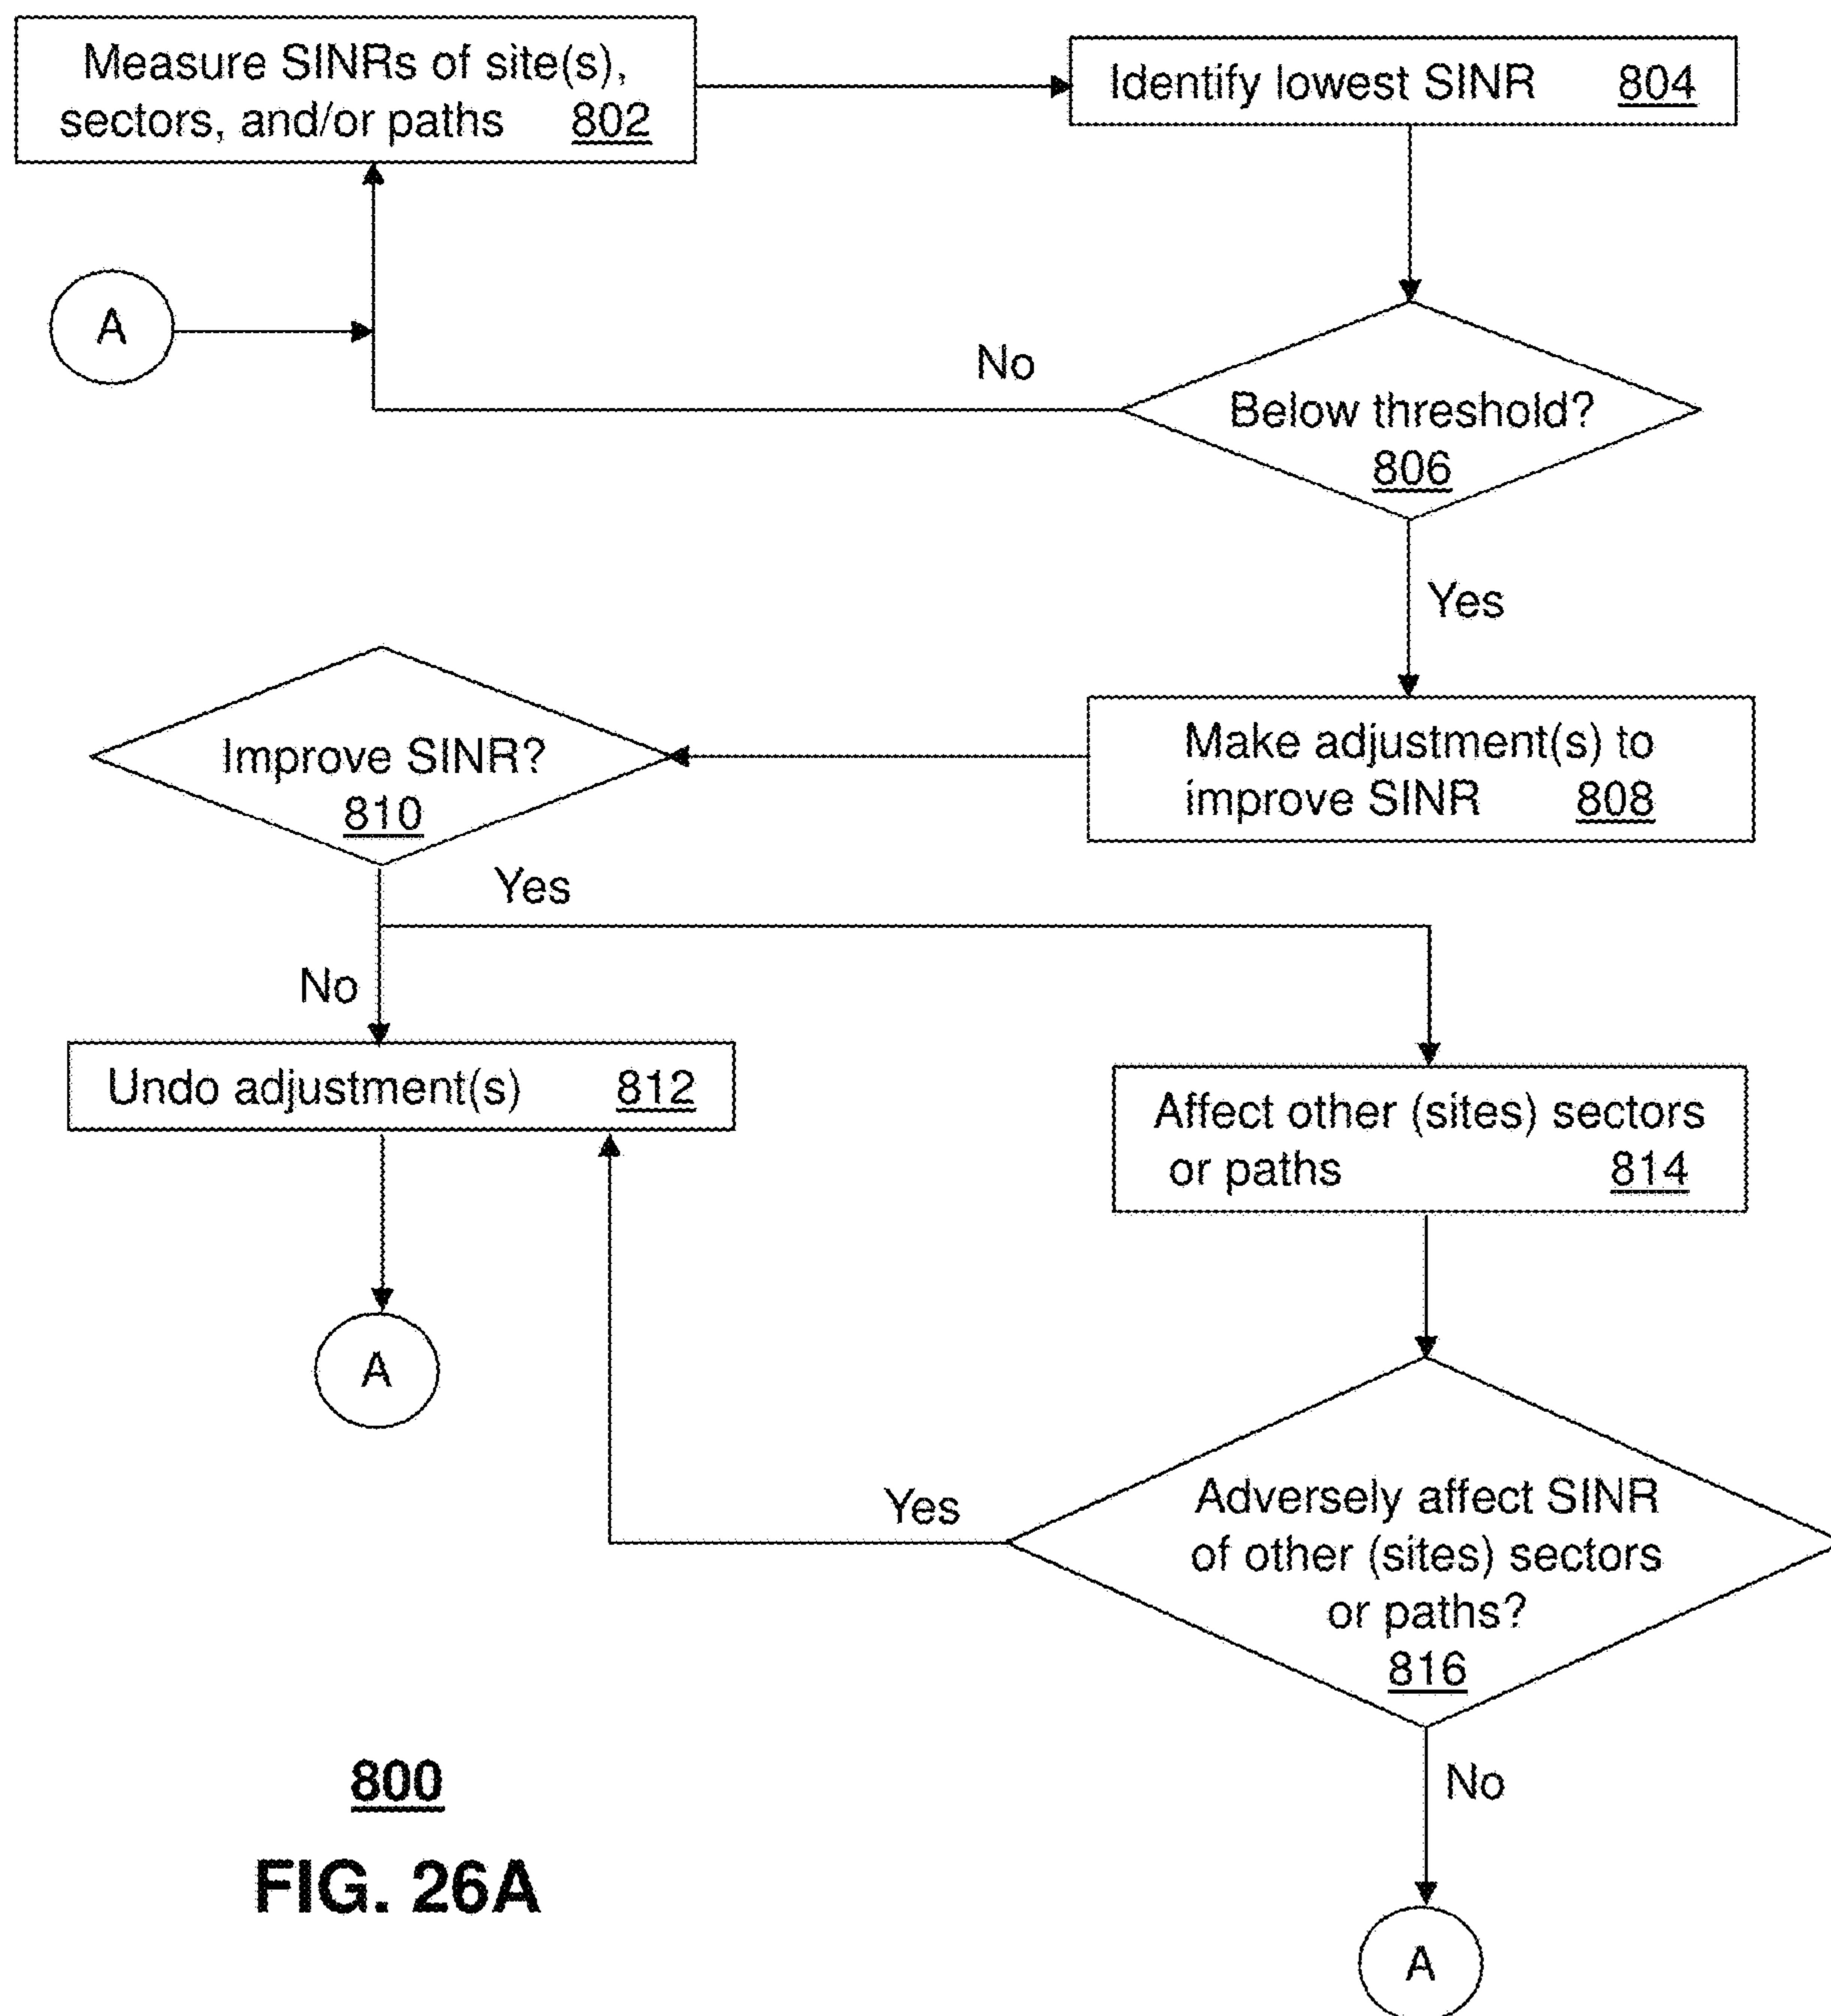 Measure SINRs of site(s),
sectors, and/or paths 802
Identify lowest SINR 804
A
No
Below threshold?
806
Yes
Improve SINR?
810
Make adjustment(s) to
improve SINR 808
Yes
No
Undo adjustment(s) 812
Affect other (sites) sectors
or paths 814
A
Yes
Adversely affect SINR
of other (sites) sectors
or paths?
816
No
800
FIG. 26A
A